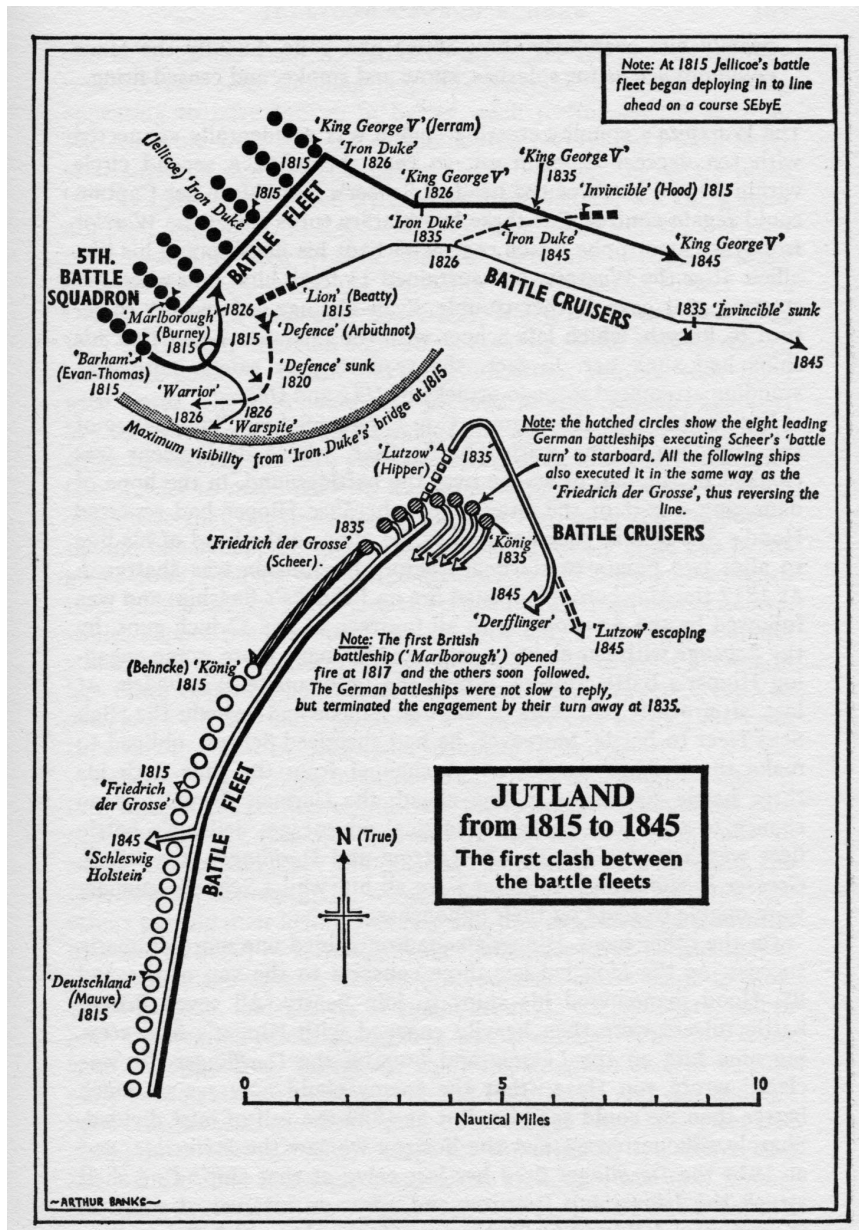 Note: At 1815 Jellicoe's battle
fleet began deploying in to line
ahead on a course SEbyE
'King George V' (Jerram)
'Iron Duke'
1826
1815
(Jellicoe) 'Iron Duke'
1815
BATTLE FLEET
'King George V'
1826
'King George V'
1835
'Invincible' (Hood) 1815
'Iron Duke'
1835
'Iron Duke'
1845
1826
'King George V'
1845
5TH.
BATTLE
SQUADRON
BATTLE CRUISERS
1826
'Lion' (Beatty)
1815
'Marlborough'
(Burney)
1815
1815
'Defence' (Arbuthnot)
1835 'Invincible' sunk
1845
'Barham'
(Evan-Thomas)
1815
'Defence' sunk
1820
'Warrior'
1826
1826
'Warspite'
Maximum visibility from 'Iron Duke's' bridge at 1815
Note: the hatched circles show the eight leading
German battleships executing Scheer's 'battle
turn' to starboard. All the following ships
also executed it in the same way as the
'Friedrich der Grosse', thus reversing the
line.
'Lutzow'
(Hipper)
1835
1835
'Friedrich der Grosse'
(Scheer).
'König'
1835
BATTLE CRUISERS
1845
'Derfflinger'
'Lutzow' escaping
1845
Note: The first British
battleship ('Marlborough') opened
fire at 1817 and the others soon followed.
The German battleships were not slow to reply,
but terminated the engagement by their turn away at 1835.
(Behncke) 'König'
1815
1815
'Friedrich
der Grosse'
1845
'Schleswig
Holstein'
BATTLE FLEET
JUTLAND
from 1815 to 1845
The first clash between
the battle fleets
N (True)
'Deutschland'
(Mauve)
1815
0 5 10
Nautical Miles
~ARTHUR BANKS~